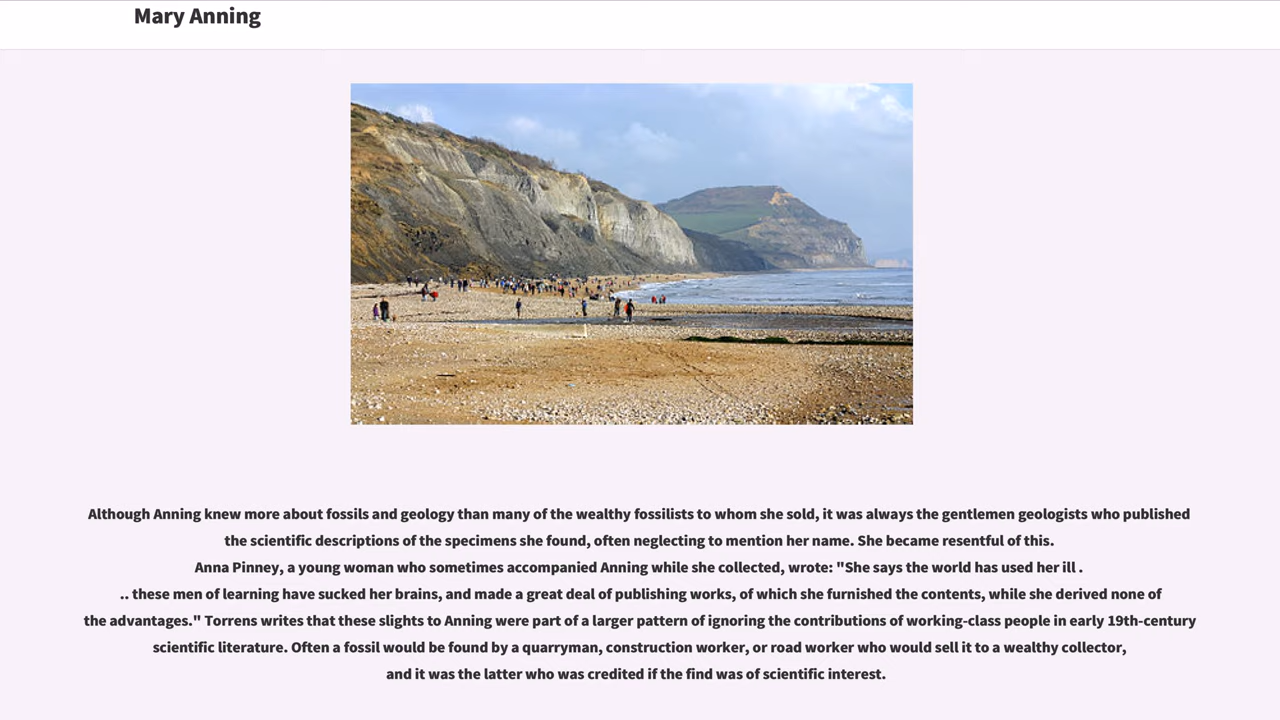 Mary Anning
Although Anning knew more about fossils and geology than many of the wealthy fossilists to whom she sold, it was always the gentlemen geologists who published
the scientific descriptions of the specimens she found, often neglecting to mention her name. She became resentful of this.
Anna Pinney, a young woman who sometimes accompanied Anning while she collected, wrote: "She says the world has used her ill .
.. these men of learning have sucked her brains, and made a great deal of publishing works, of which she furnished the contents, while she derived none of
the advantages." Torrens writes that these slights to Anning were part of a larger pattern of ignoring the contributions of working-class people in early 19th-century
scientific literature. Often a fossil would be found by a quarryman, construction worker, or road worker who would sell it to a wealthy collector,
and it was the latter who was credited if the find was of scientific interest.